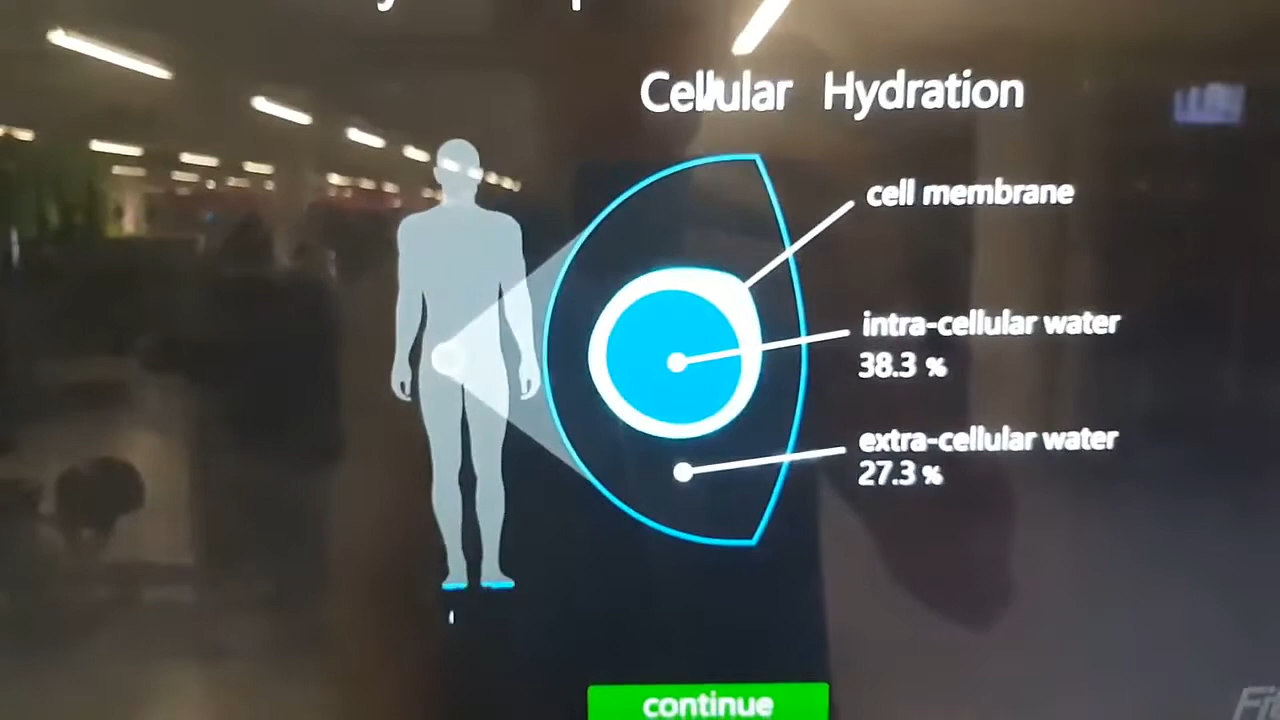 Cellular Hydration
cell membrane
intra-cellular water
38.3 %
extra-cellular water
27.3 %
continue